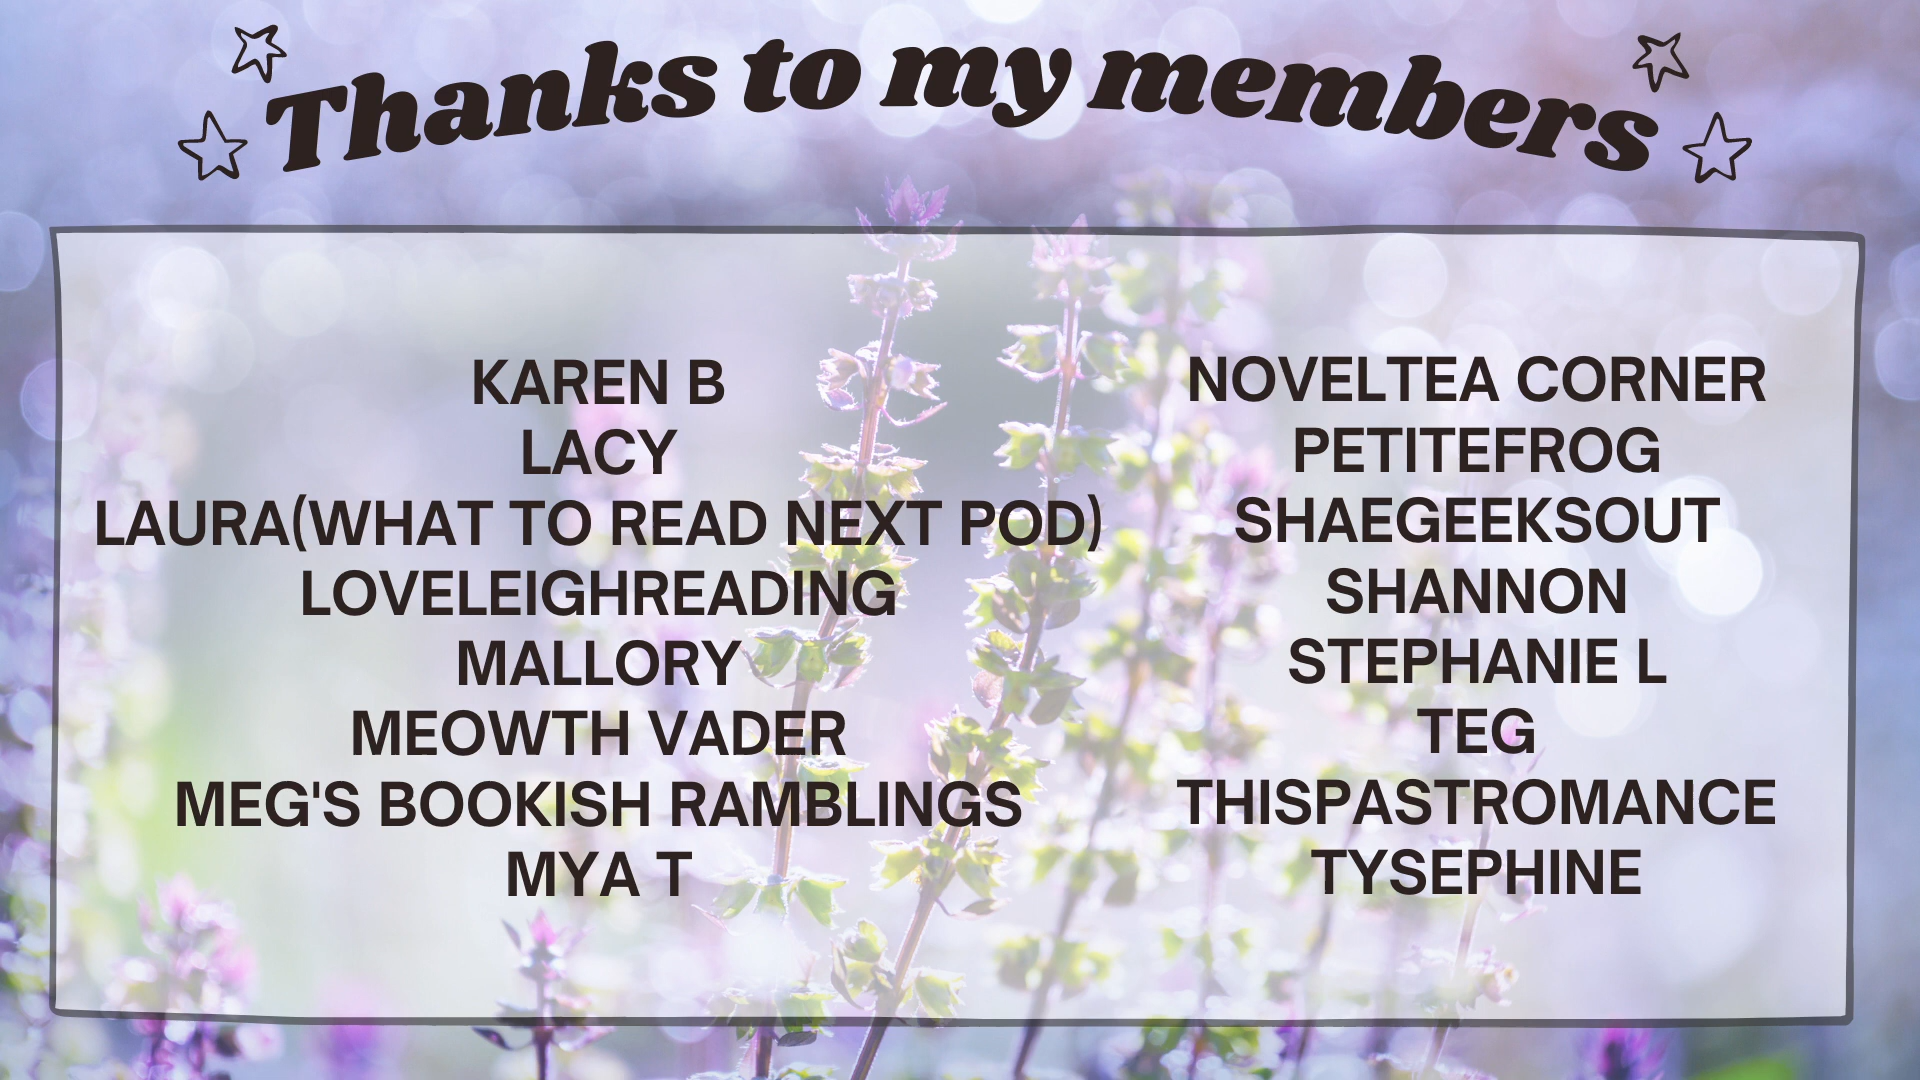 Thanks to my members
KAREN B
LACY
LAURA(WHAT TO READ NEXT POD)
LOVELEIGHREADING
MALLORY
MEOWTH VADER
MEG'S BOOKISH RAMBLINGS
MYA T
NOVELTEA CORNER
PETITEFROG
SHAEGEEKSOUT
SHANNON
STEPHANIE L
TEG
THISPASTROMANCE
TYSEPHINE